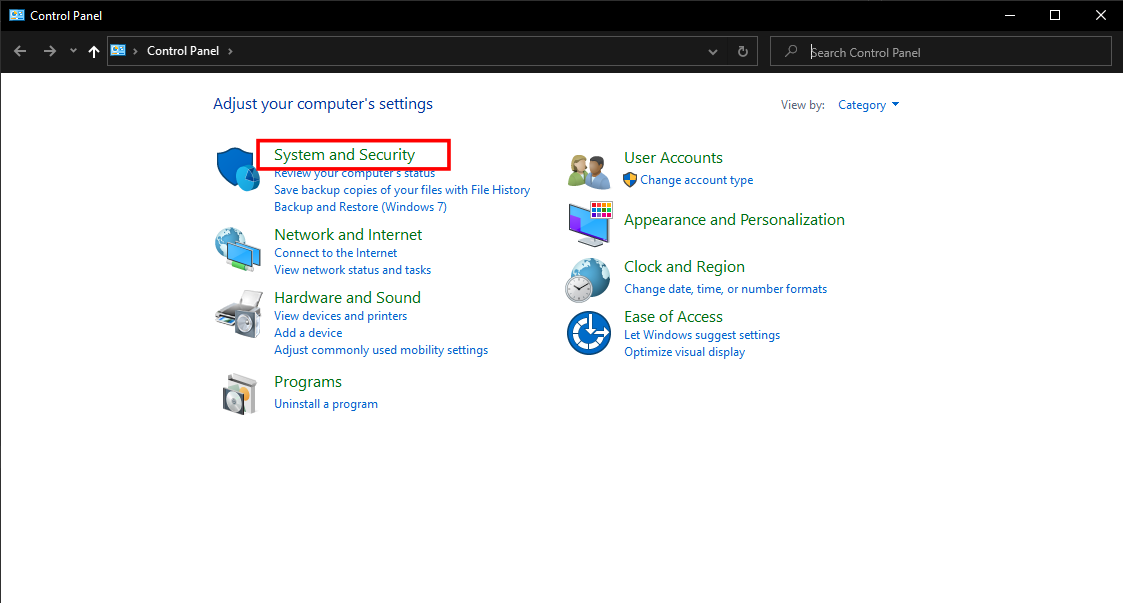 Control Panel
Control Panel
Search Control Panel
Adjust your computer's settings
View by: Category
System and Security
Review your computer's status
Save backup copies of your files with File History
Backup and Restore (Windows 7)
Network and Internet
Connect to the Internet
View network status and tasks
Hardware and Sound
View devices and printers
Add a device
Adjust commonly used mobility settings
Programs
Uninstall a program
User Accounts
Change account type
Appearance and Personalization
Clock and Region
Change date, time, or number formats
Ease of Access
Let Windows suggest settings
Optimize visual display